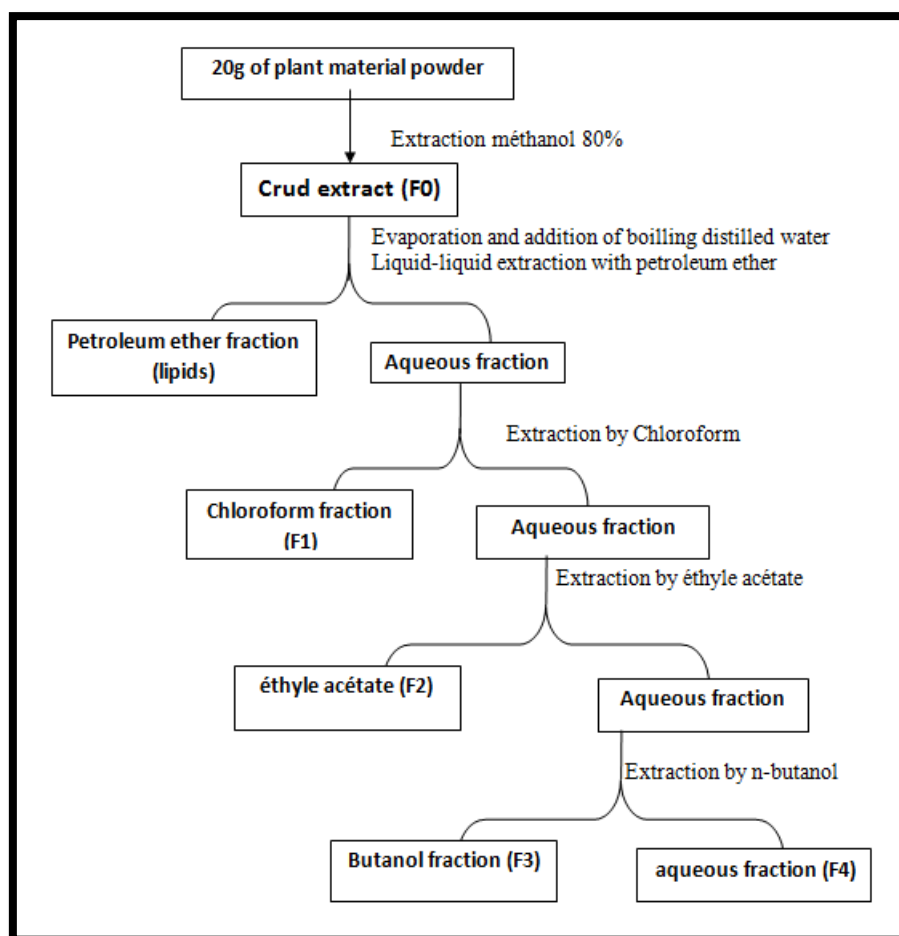 20g of plant material powder
Extraction méthanol 80%
Crud extract (F0)
Evaporation and addition of boilling distilled water
Liquid-liquid extraction with petroleum ether
Petroleum ether fraction
(lipids)
Aqueous fraction
Extraction by Chloroform
Chloroform fraction
(F1)
Aqueous fraction
Extraction by éthyle acétate
éthyle acétate (F2)
Aqueous fraction
Extraction by n-butanol
Butanol fraction (F3)
aqueous fraction (F4)